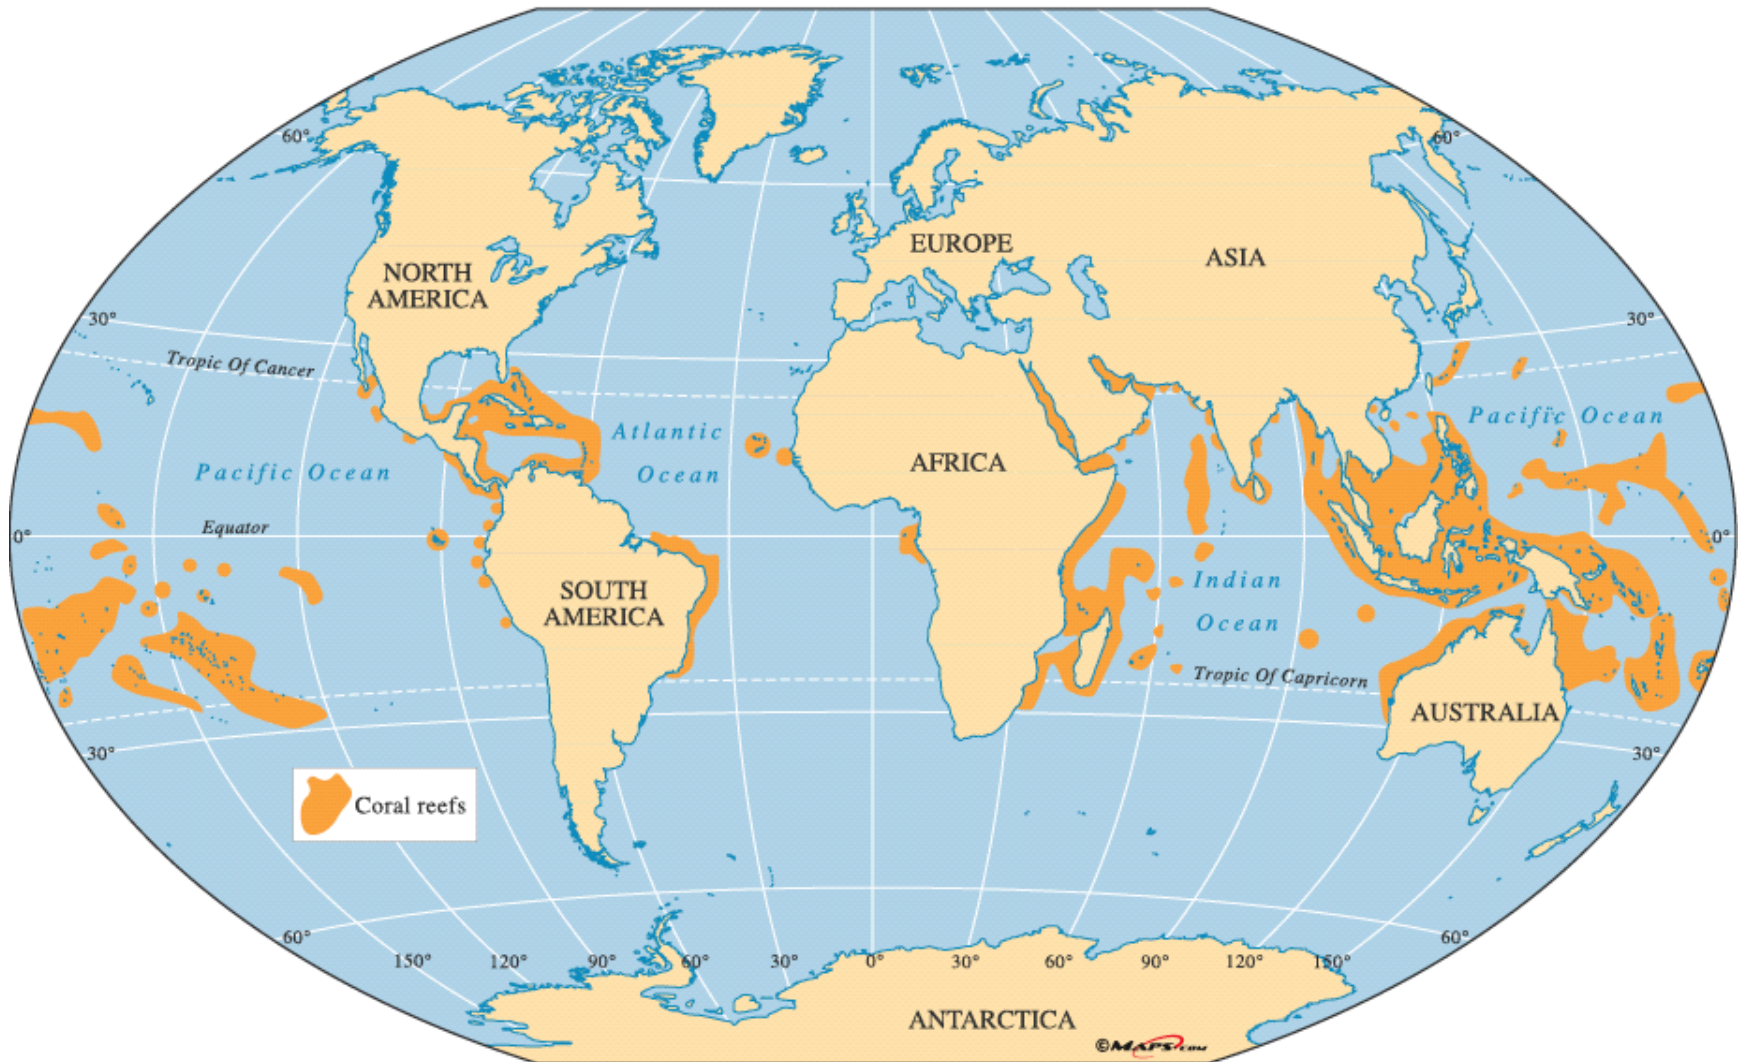 60°
60°
EUROPE
ASIA
NORTH
AMERICA
30°
30°
Tropic Of Cancer
Pacific Ocean
Atlantic
Ocean
AFRICA
Pacific Ocean
Equator
0°
0°
Indian
Ocean
SOUTH
AMERICA
Tropic Of Capricorn
AUSTRALIA
30°
30°
Coral reefs
60°
60°
150°
120°
90°
60°
30°
0°
30°
60°
90°
120°
150°
ANTARCTICA
©MAPS.COM